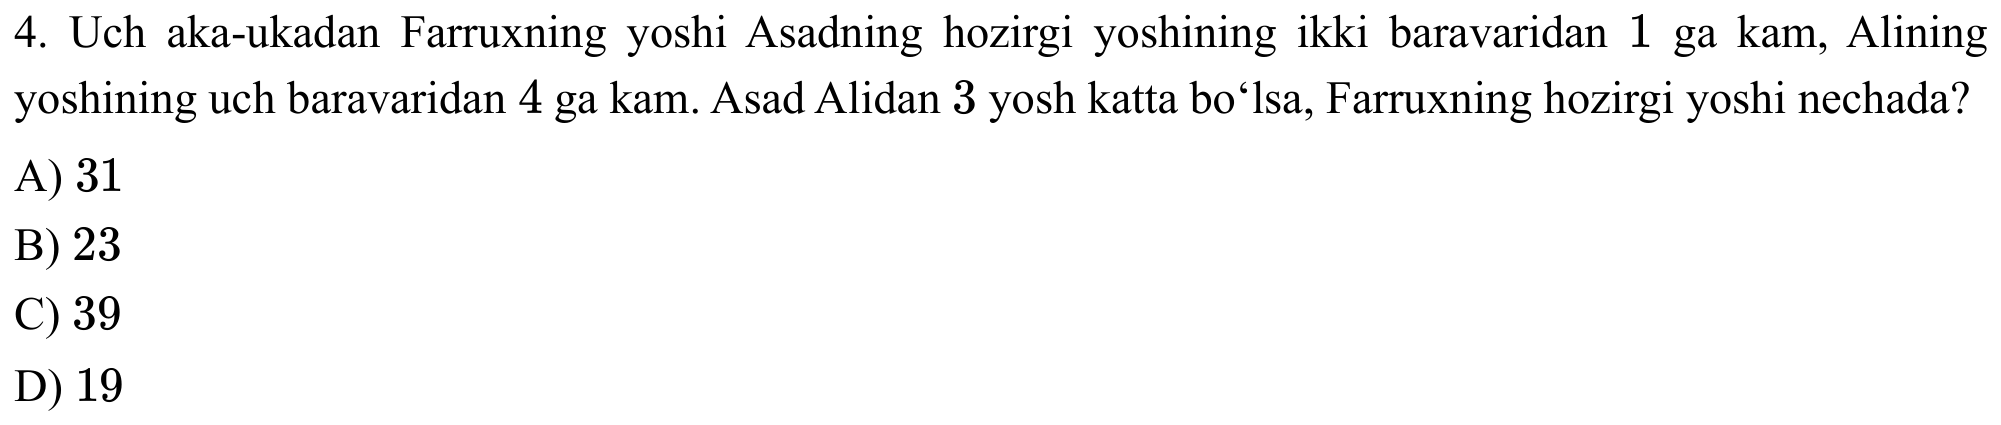 4. Uch aka-ukadan Farruxning yoshi Asadning hozirgi yoshining ikki baravaridan 1 ga kam, Alining
yoshining uch baravaridan 4 ga kam. Asad Alidan 3 yosh katta bo‘lsa, Farruxning hozirgi yoshi nechada?
A) 31
B) 23
C) 39
D) 19